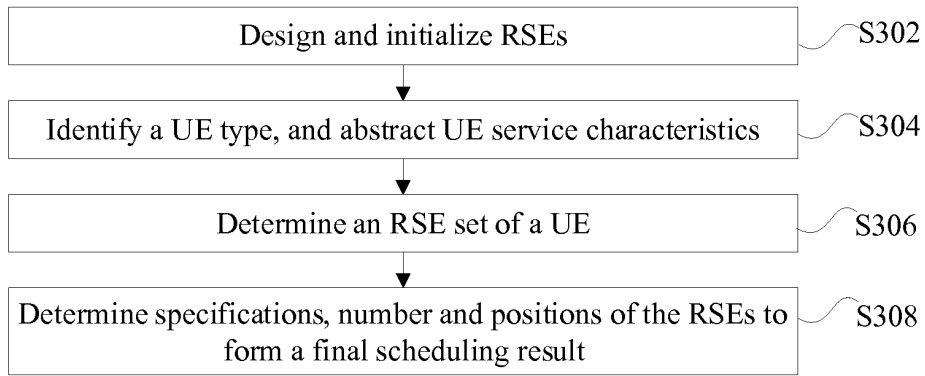 Design and initialize RSEs
S302
Identify a UE type, and abstract UE service characteristics
S304
Determine an RSE set of a UE
S306
Determine specifications, number and positions of the RSEs to
form a final scheduling result
S308